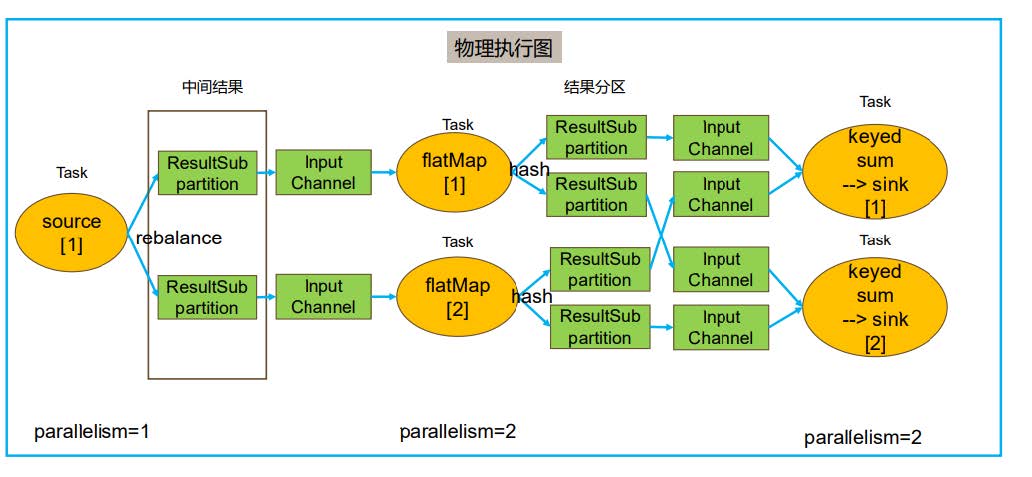 物理执行图
中间结果
结果分区
Task
source
[1]
rebalance
ResultSub
partition
Input
Channel
ResultSub
partition
Input
Channel
Task
flatMap
[1]
hash
Task
flatMap
[2]
hash
ResultSub
partition
ResultSub
partition
ResultSub
partition
ResultSub
partition
Input
Channel
Input
Channel
Input
Channel
Input
Channel
Task
keyed
sum
--> sink
[1]
Task
keyed
sum
--> sink
[2]
parallelism=1
parallelism=2
parallelism=2